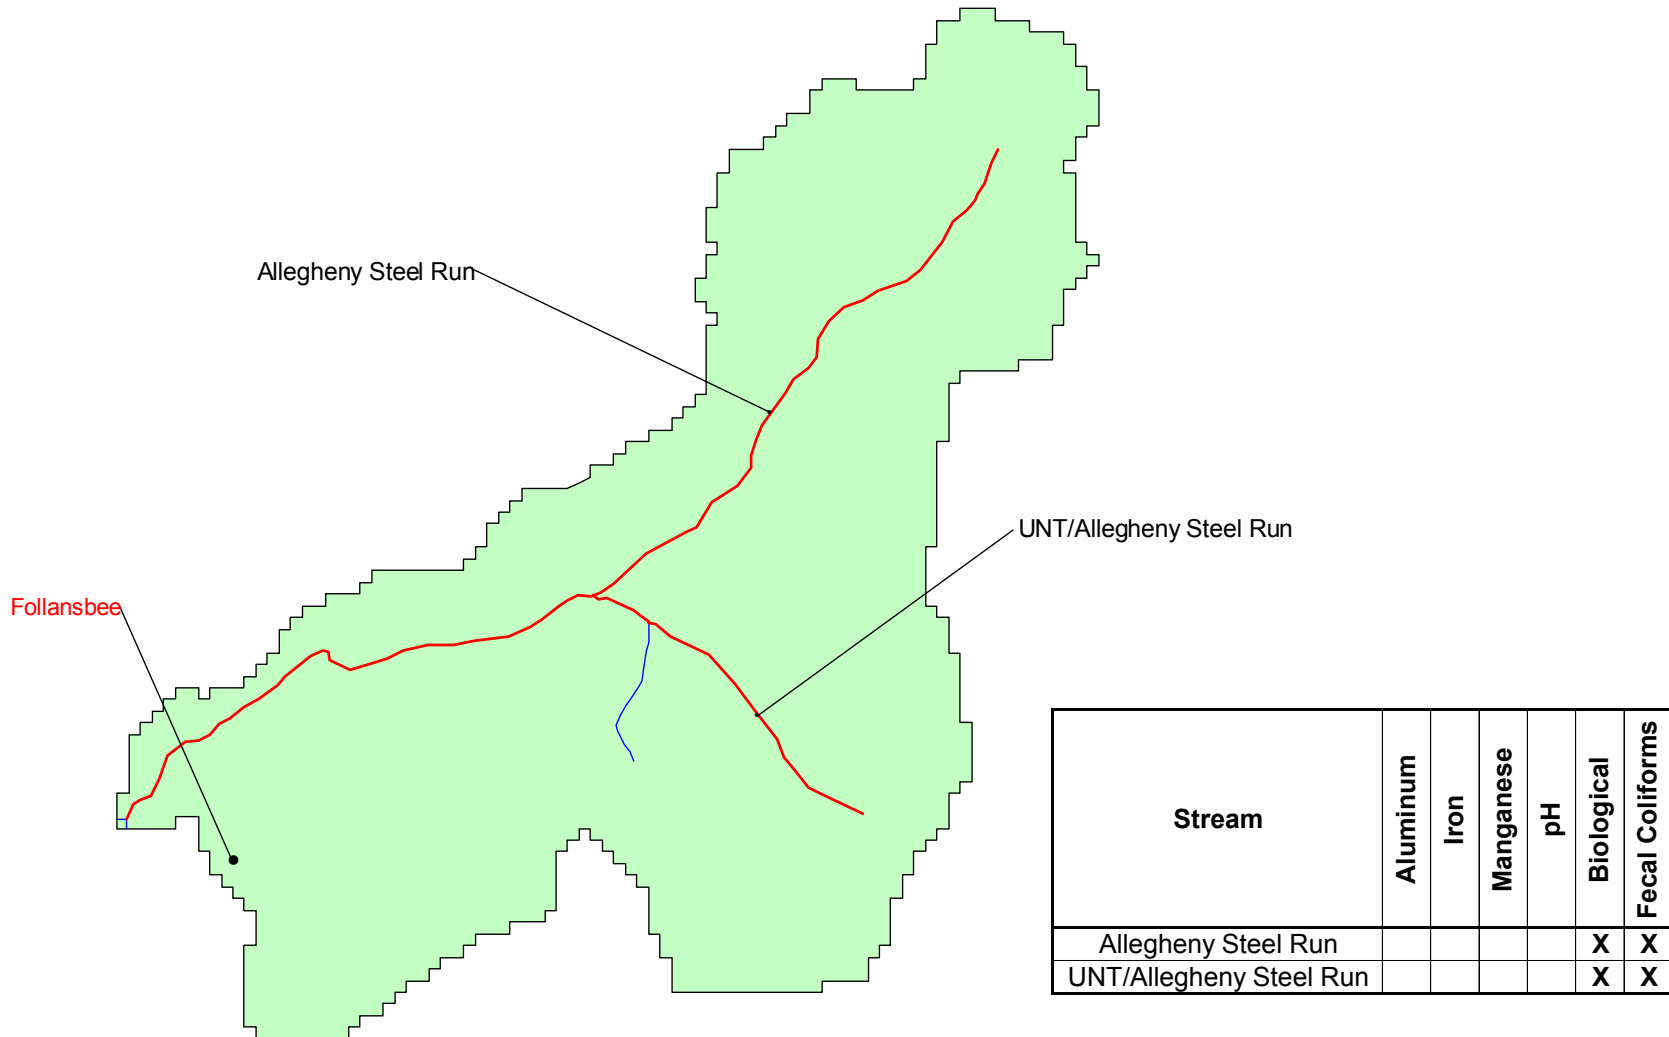 Allegheny Steel Run
UNT/Allegheny Steel Run
Follansbee
Stream Aluminum Iron Manganese pH Biological Fecal Coliforms
Allegheny Steel Run X X
UNT/Allegheny Steel Run X X